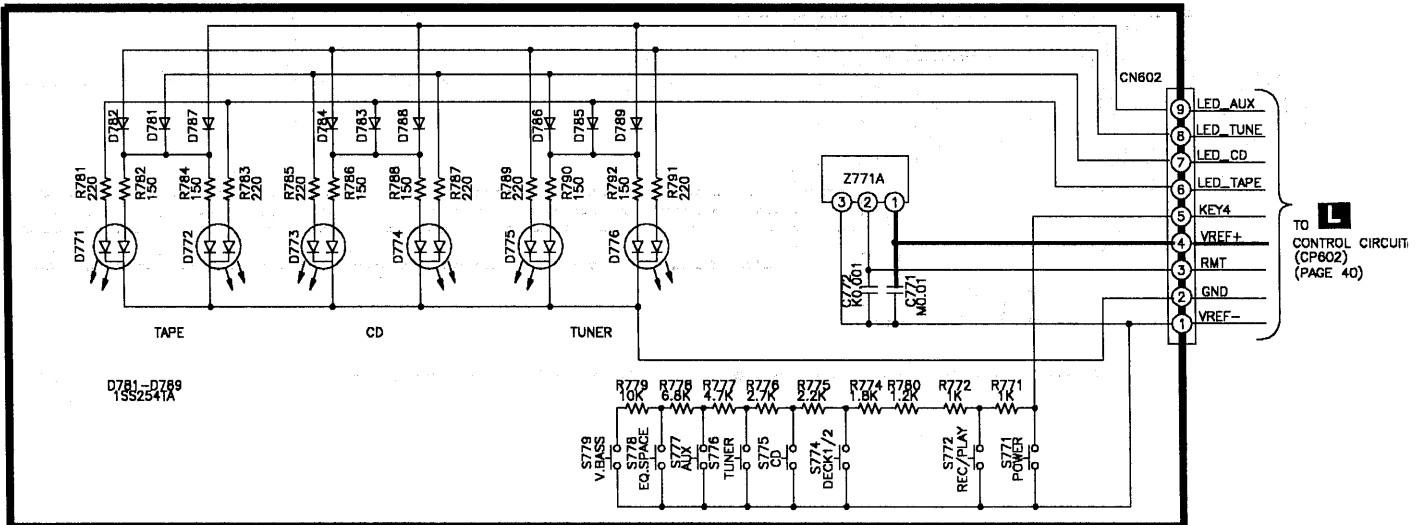 CN602
9 LED_AUX
8 LED_TUNE
7 LED_CD
6 LED_TAPE
5 KEY4
4 VREF+
3 RMT
2 GND
1 VREF-
TO L
CONTROL CIRCUIT
(CP602)
(PAGE 40)
D782
D781
D787
D784
D783
D788
D786
D785
D789
R781
220
R782
150
R784
150
R783
220
R785
220
R786
150
R788
150
R787
220
R789
220
R790
150
R792
150
R791
220
D771
D772
D773
D774
D775
D776
Z771A
3 2 1
C772
K0.001
C771
M0.01
TAPE
CD
TUNER
D781-D789
1SS2541A
R779
10K
R778
6.8K
R777
4.7K
R776
2.7K
R775
2.2K
R774
1.8K
R780
1.2K
R772
1K
R771
1K
S779
V.BASS
S778
EQ.SPACE
S777
AUX
S776
TUNER
S775
CD
S774
DECK1/2
S772
REC/PLAY
S771
POWER